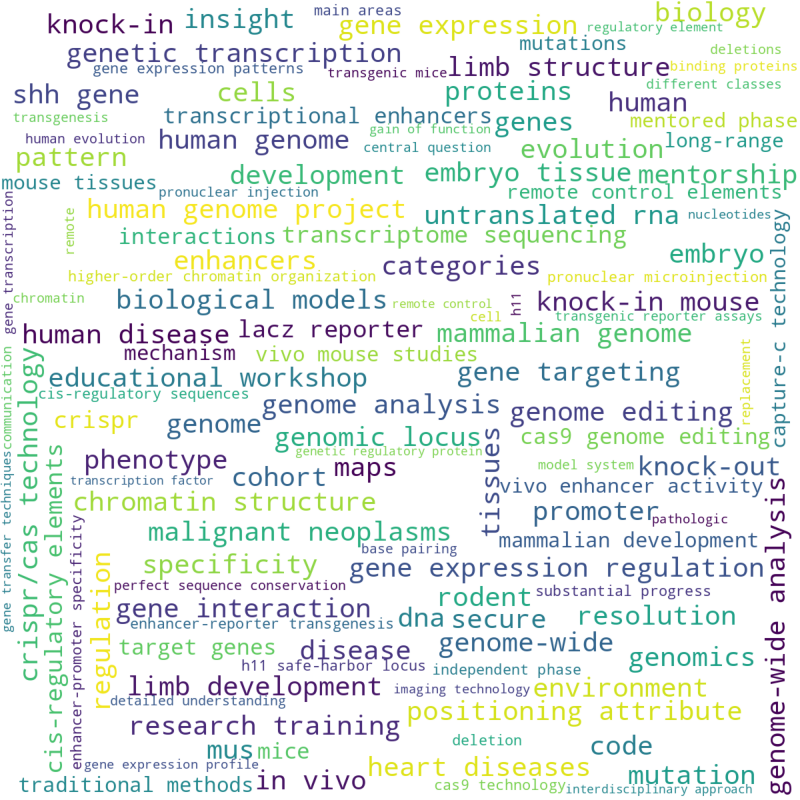 main areas
biology
knock-in
insight
gene expression
regulatory element
genetic transcription
mutations
deletions
gene expression patterns
transgenic mice
limb structure
binding proteins
shh gene
cells
proteins
different classes
human
transgenesis
transcriptional enhancers
genes
mentored phase
human evolution
human genome
gain of function
central question
evolution
long-range
pattern
development
embryo tissue
mentorship
mouse tissues
pronuclear injection
remote control elements
gene transcription
remote
human genome project
untranslated rna
nucleotides
interactions
transcriptome sequencing
embryo
capture-c technology
enhancers
categories
higher-order chromatin organization
pronuclear microinjection
chromatin
biological models
remote control
h11
knock-in mouse
cell
transgenic reporter assays
human disease
lacz reporter
mammalian genome
mechanism
vivo mouse studies
replacement
communication
crispr/cas technology
educational workshop
gene targeting
cis-regulatory sequences
genome analysis
genome editing
crispr
genome
genomic locus
cas9 genome editing
genetic regulatory protein
tissues
phenotype
maps
model system
knock-out
gene transfer techniques
cis-regulatory elements
transcription factor
cohort
vivo enhancer activity
genome-wide analysis
chromatin structure
promoter
pathologic
enhancer-promoter specificity
malignant neoplasms
mammalian development
base pairing
regulation
specificity
gene expression regulation
perfect sequence conservation
rodent
substantial progress
gene interaction
dna
secure
resolution
enhancer-reporter transgenesis
target genes
disease
genome-wide
genomics
h11 safe-harbor locus
independent phase
limb development
imaging technology
environment
detailed understanding
positioning attribute
research training
mus
mice
deletion
code
gene expression profile
heart diseases
mutation
traditional methods
in vivo
cas9 technology
interdisciplinary approach